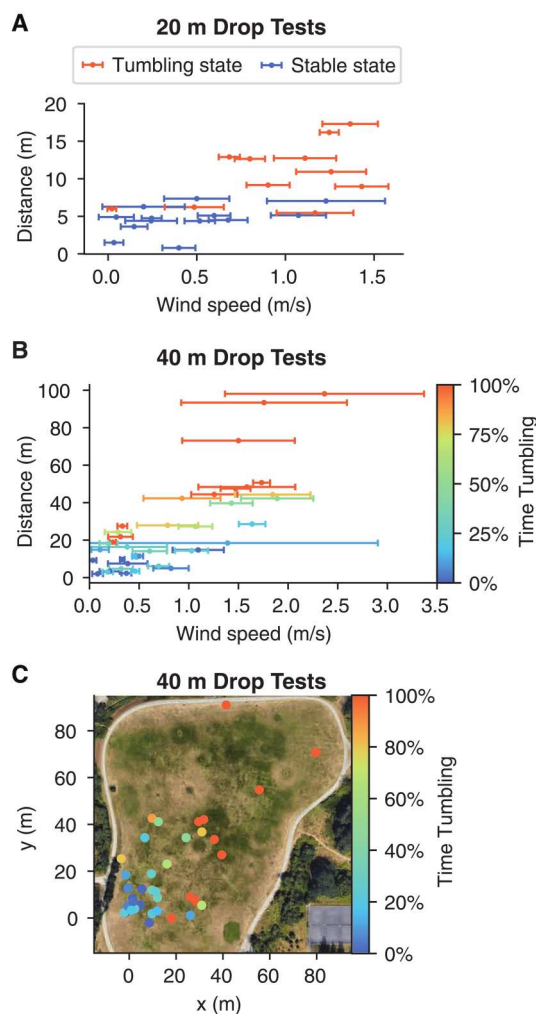 A
20 m Drop Tests
Tumbling state
Stable state
20
15
10
5
0
Distance (m)
0.0
0.5
1.0
1.5
Wind speed (m/s)
B
40 m Drop Tests
100
80
60
40
20
0
Distance (m)
0.0
0.5
1.0
1.5
2.0
2.5
3.0
3.5
Wind speed (m/s)
100%
75%
50%
25%
0%
Time Tumbling
C
40 m Drop Tests
80
60
40
20
0
y (m)
0
20
40
60
80
x (m)
100%
80%
60%
40%
20%
0%
Time Tumbling